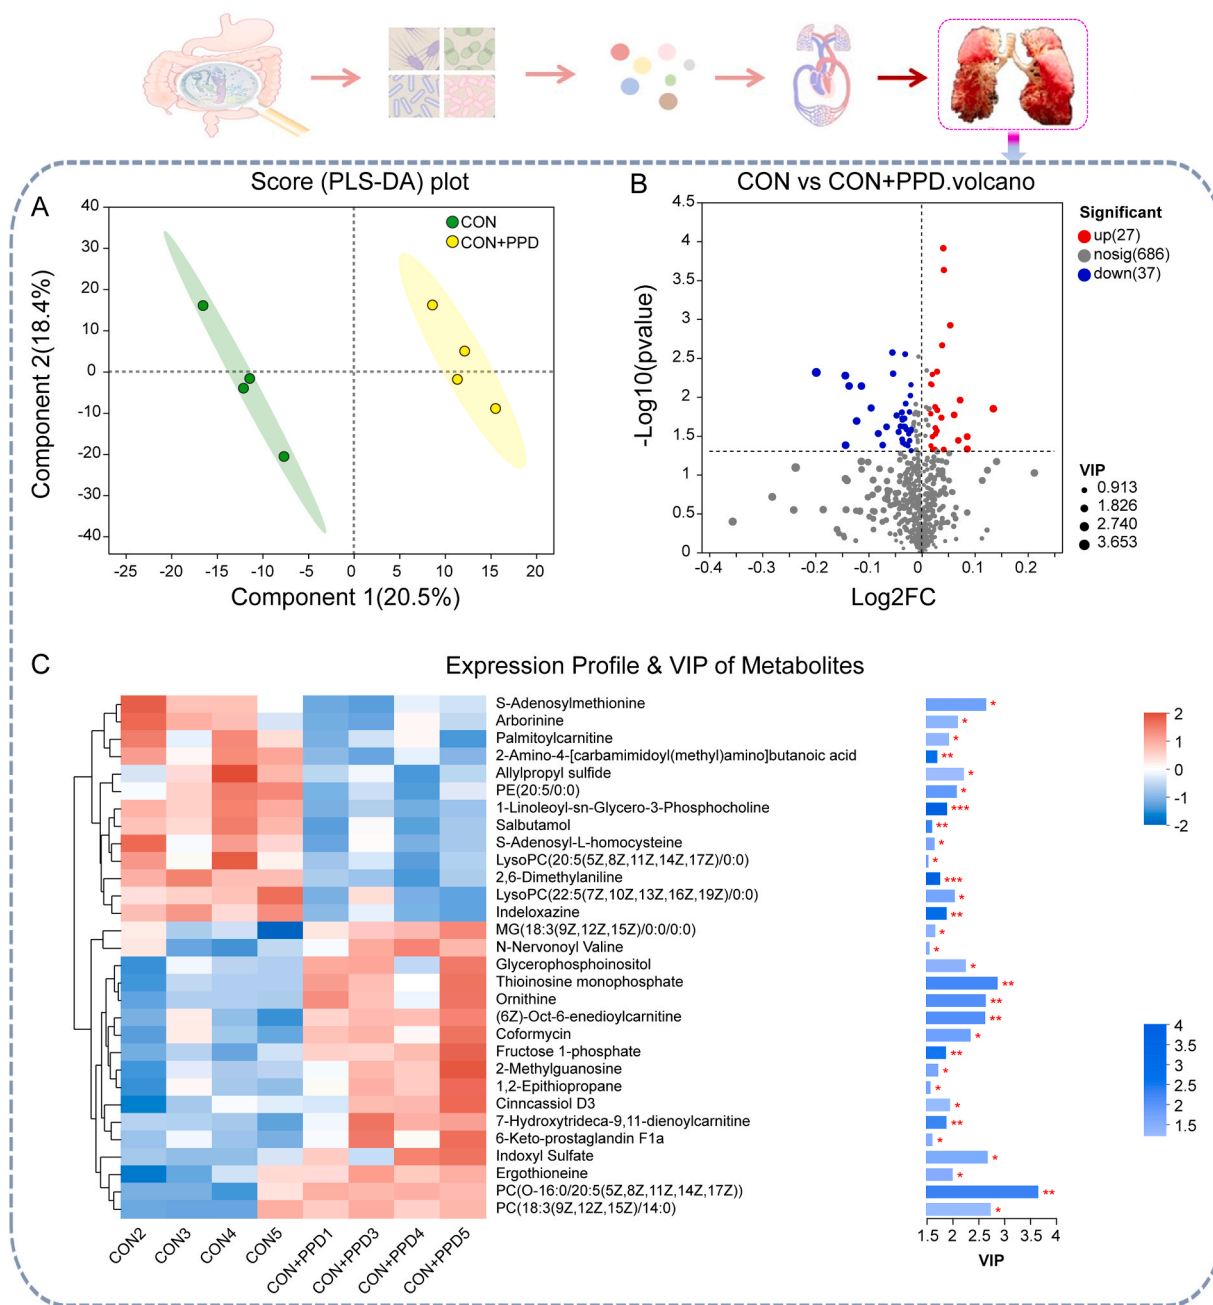 Score (PLS-DA) plot
A
CON
CON+PPD
40
30
20
10
0
-10
-20
-30
-40
Component 2(18.4%)
-25
-20
-15
-10
-5
0
5
10
15
20
Component 1(20.5%)
B
CON vs CON+PPD.volcano
4.5
4
3.5
3
2.5
2
1.5
1
0.5
0
-Log10(pvalue)
-0.4
-0.3
-0.2
-0.1
0
0.1
0.2
Log2FC
Significant
up(27)
nosig(686)
down(37)
VIP
0.913
1.826
2.740
3.653
C
Expression Profile & VIP of Metabolites
S-Adenosylmethionine *
Arborinine *
Palmitoylcarnitine *
2-Amino-4-[carbamimidoyl(methyl)amino]butanoic acid **
Allylpropyl sulfide *
PE(20:5/0:0) *
1-Linoleoyl-sn-Glycero-3-Phosphocholine ***
Salbutamol **
S-Adenosyl-L-homocysteine *
LysoPC(20:5(5Z,8Z,11Z,14Z,17Z)/0:0) *
2,6-Dimethylaniline ***
LysoPC(22:5(7Z,10Z,13Z,16Z,19Z)/0:0) *
Indeloxazine **
MG(18:3(9Z,12Z,15Z)/0:0/0:0) *
N-Nervonoyl Valine *
Glycerophosphoinositol *
Thioinosine monophosphate **
Ornithine **
(6Z)-Oct-6-enedioylcarnitine **
Coformycin *
Fructose 1-phosphate **
2-Methylguanosine *
1,2-Epithiopropane *
Cinncassiol D3 *
7-Hydroxytrideca-9,11-dienoylcarnitine **
6-Keto-prostaglandin F1a *
Indoxyl Sulfate *
Ergothioneine *
PC(O-16:0/20:5(5Z,8Z,11Z,14Z,17Z)) **
PC(18:3(9Z,12Z,15Z)/14:0) *
CON2
CON3
CON4
CON5
CON+PPD1
CON+PPD3
CON+PPD4
CON+PPD5
1.5
2
2.5
3
3.5
4
VIP
2
1
0
-1
-2
4
3.5
3
2.5
2
1.5